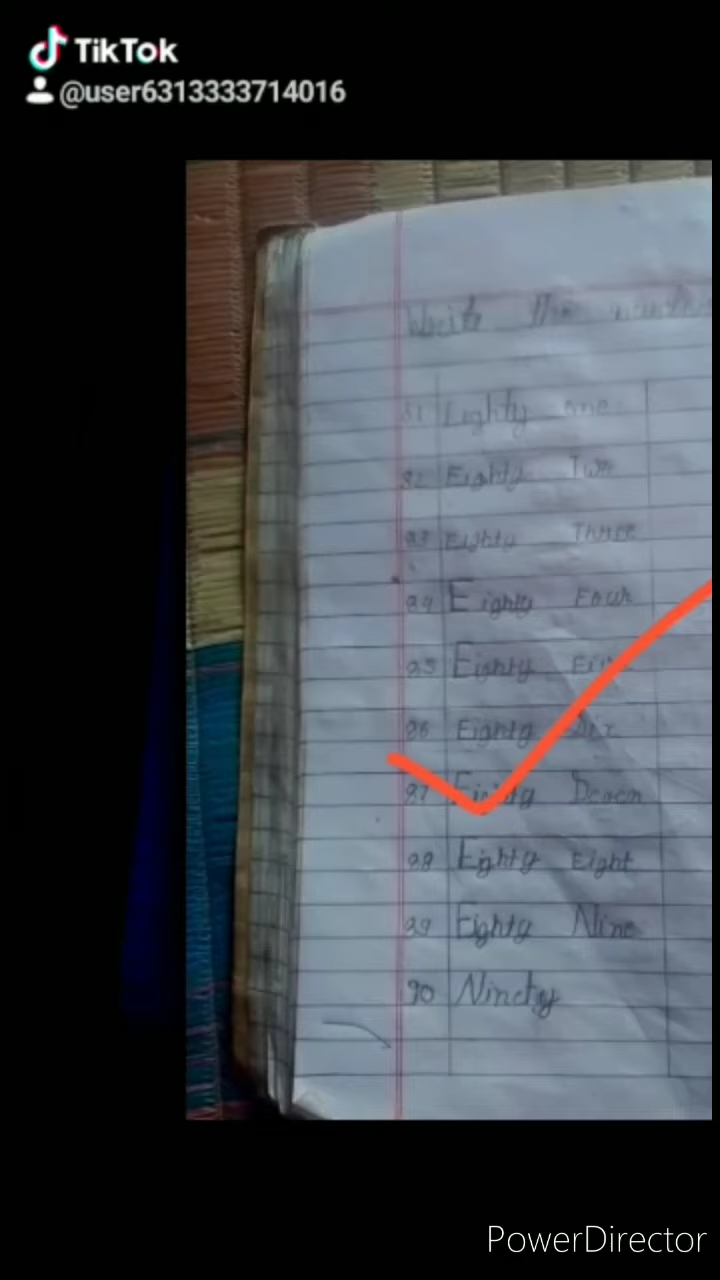 TikTok
@user6313333714016
Write the
81 Eighty one
82 Eighty Two
83 Eighty Three
84 Eighty Four
85 Eighty
86 Eighty Six
87 Eighty
88 Eighty Eight
89 Eighty Nine
90 Ninety
PowerDirector